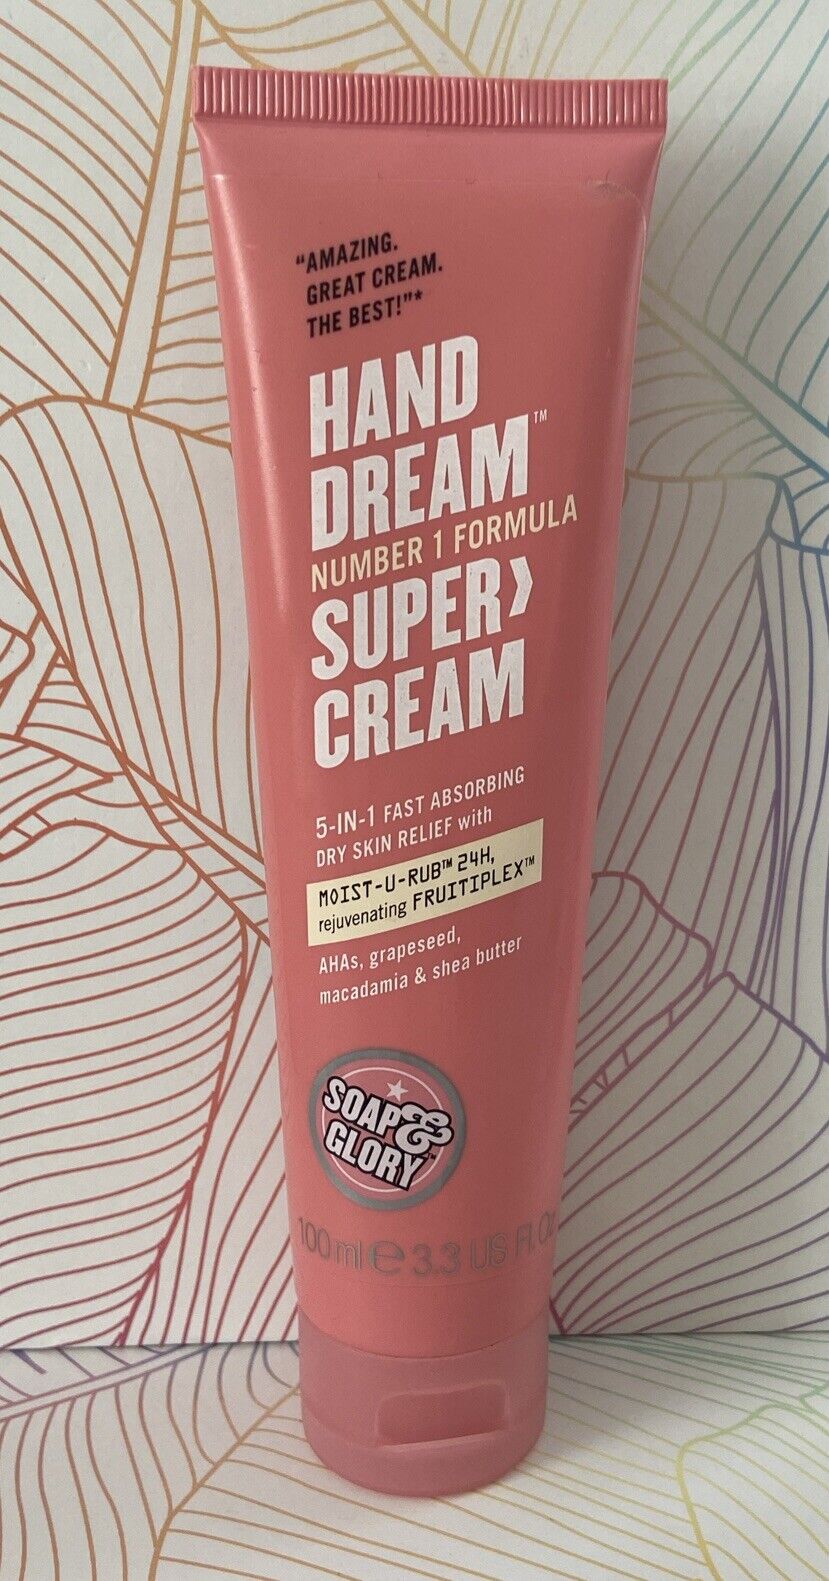 "AMAZING.
GREAT CREAM.
THE BEST!"*
HAND
DREAM™
NUMBER 1 FORMULA
SUPER❯
CREAM
5-IN-1 FAST ABSORBING
DRY SKIN RELIEF with
MOIST-U-RUB™ 24H,
rejuvenating FRUITIPLEX™
AHAs, grapeseed,
macadamia & shea butter
SOAP&
GLORY™
100ml ℮ 3.3 US Fl. Oz